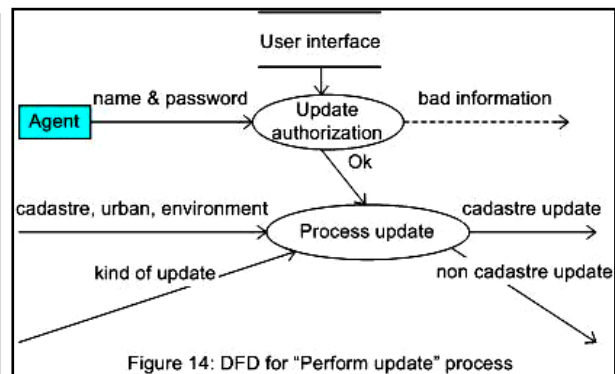 User interface
name & password
bad information
Agent
Update
authorization
Ok
cadastre, urban, environment
cadastre update
Process update
kind of update
non cadastre update
Figure 14: DFD for “Perform update” process